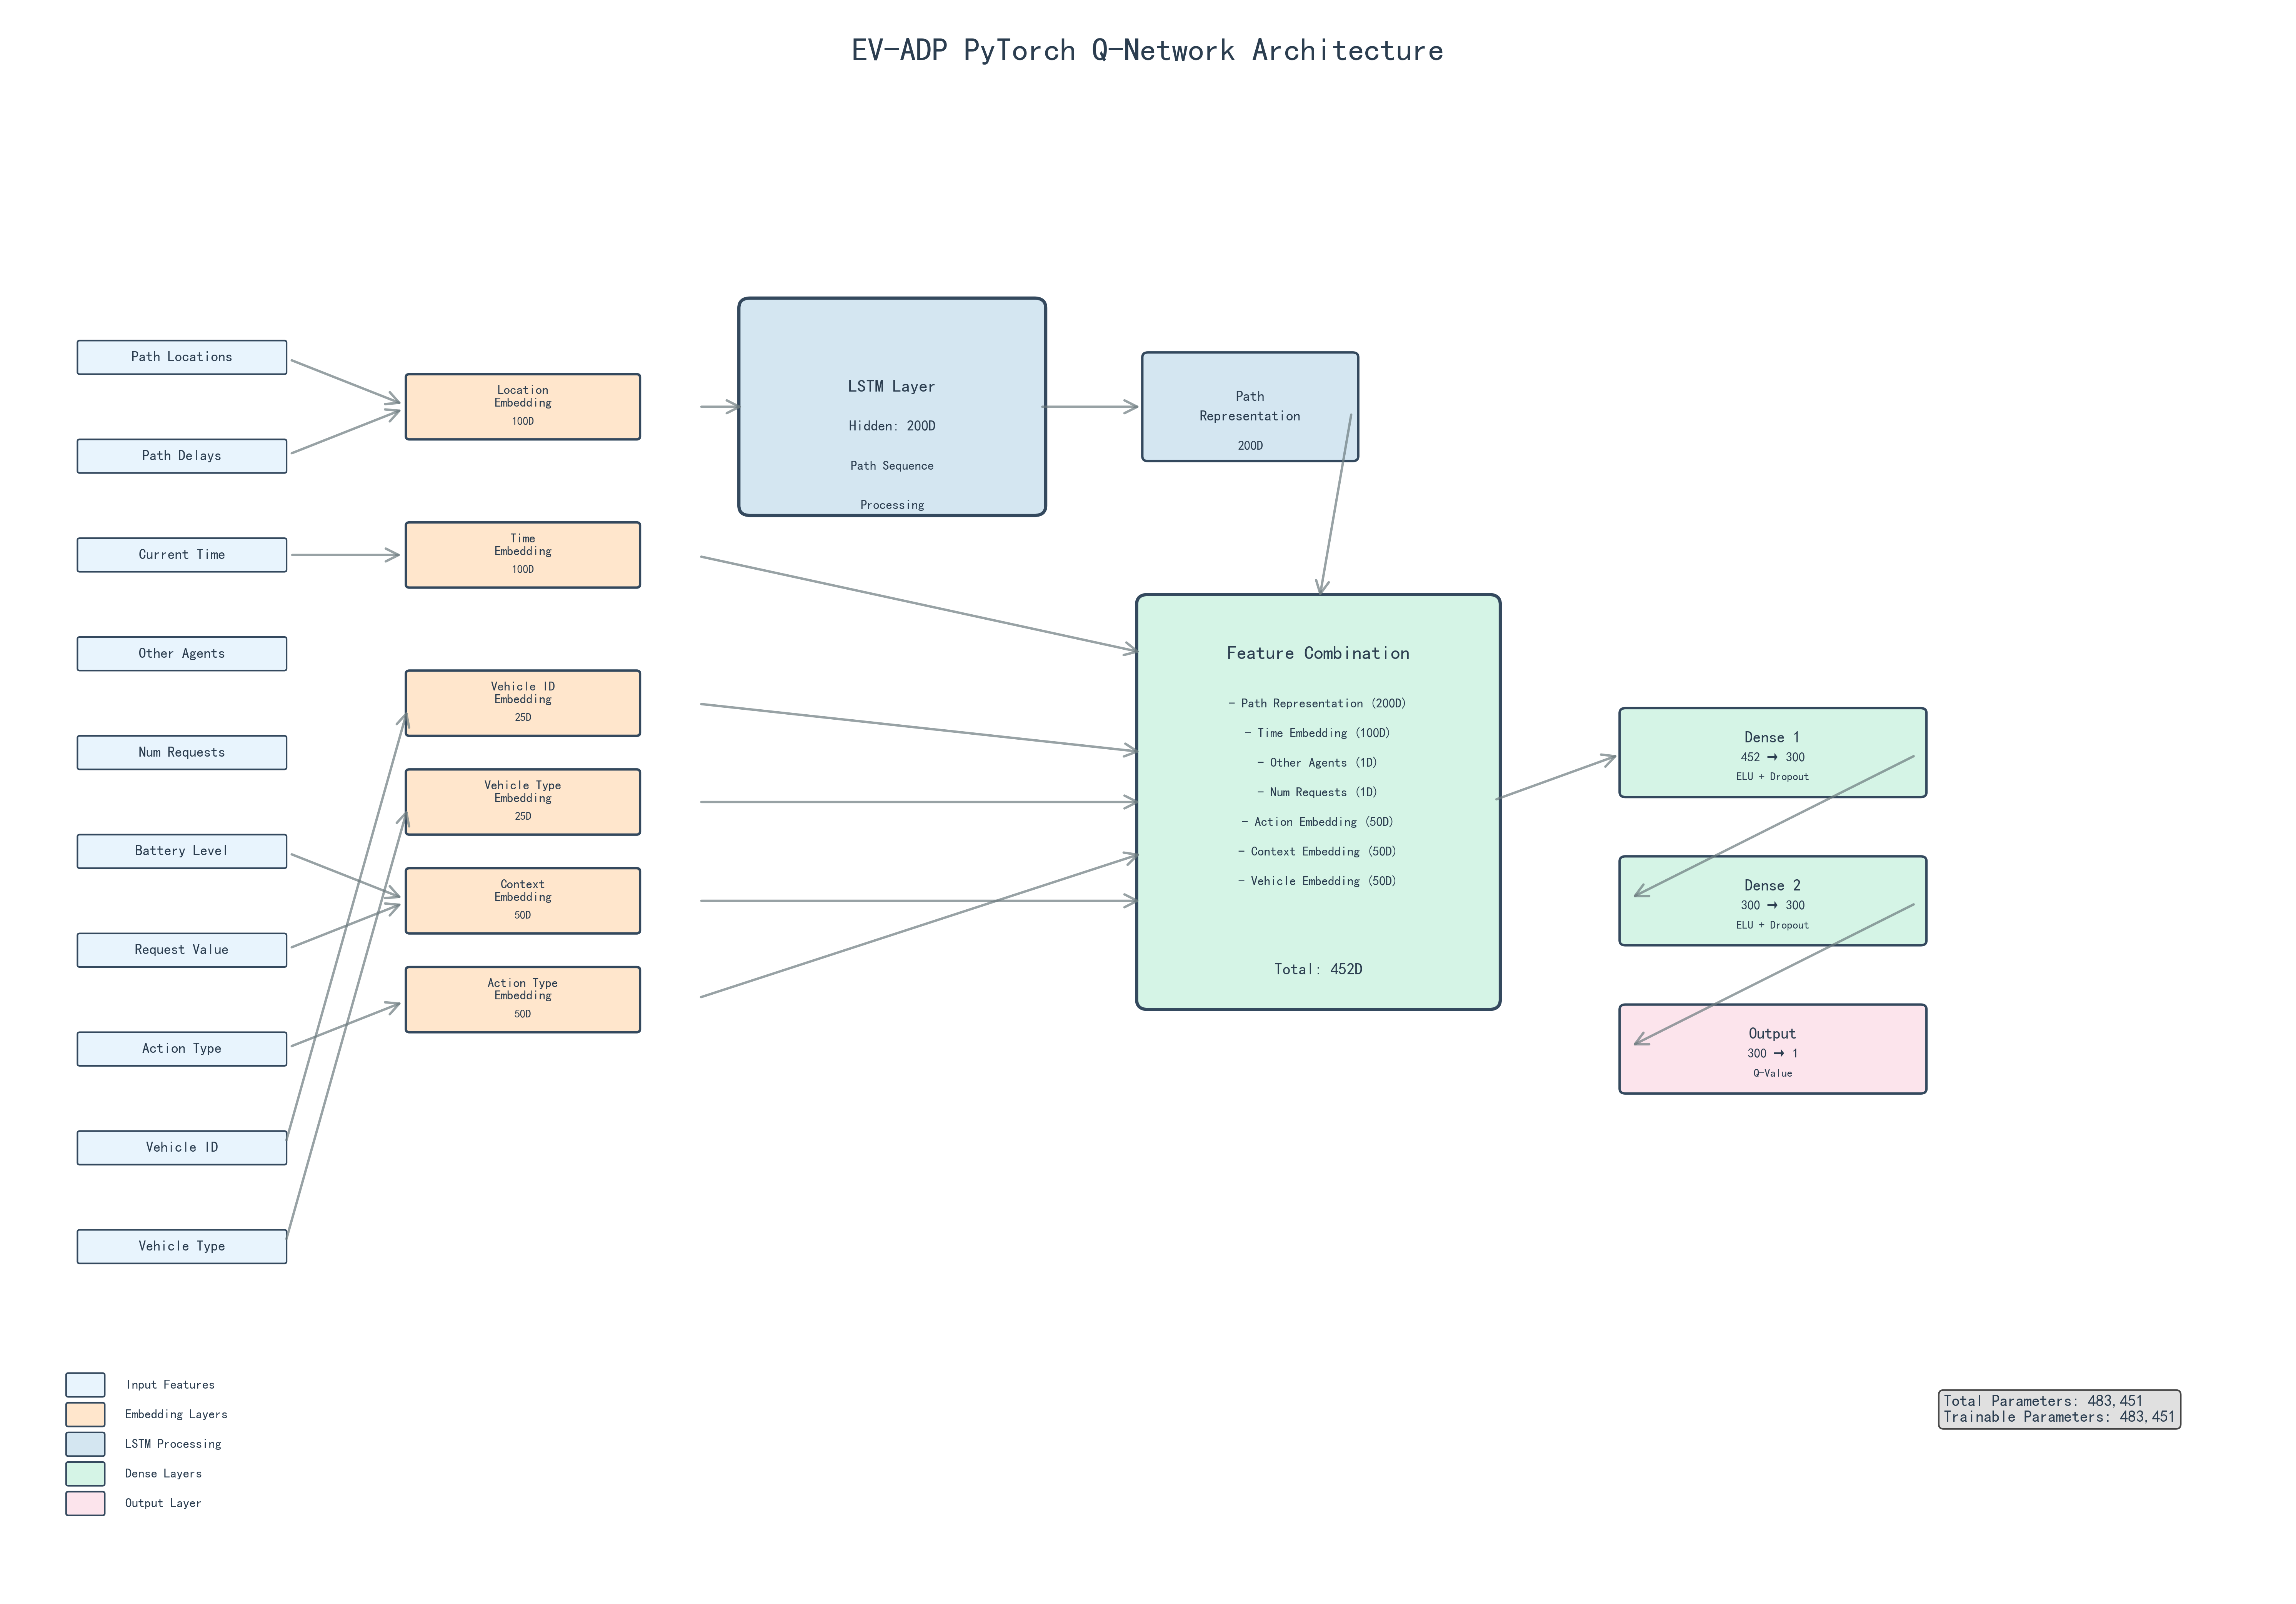 EV-ADP PyTorch Q-Network Architecture
Path Locations
Path Delays
Current Time
Other Agents
Num Requests
Battery Level
Request Value
Action Type
Vehicle ID
Vehicle Type
Location
Embedding
100D
Time
Embedding
100D
Vehicle ID
Embedding
25D
Vehicle Type
Embedding
25D
Context
Embedding
50D
Action Type
Embedding
50D
LSTM Layer
Hidden: 200D
Path Sequence
Processing
Path
Representation
200D
Feature Combination
- Path Representation (200D)
- Time Embedding (100D)
- Other Agents (1D)
- Num Requests (1D)
- Action Embedding (50D)
- Context Embedding (50D)
- Vehicle Embedding (50D)
Total: 452D
Dense 1
452 → 300
ELU + Dropout
Dense 2
300 → 300
ELU + Dropout
Output
300 → 1
Q-Value
Input Features
Embedding Layers
LSTM Processing
Dense Layers
Output Layer
Total Parameters: 483,451
Trainable Parameters: 483,451